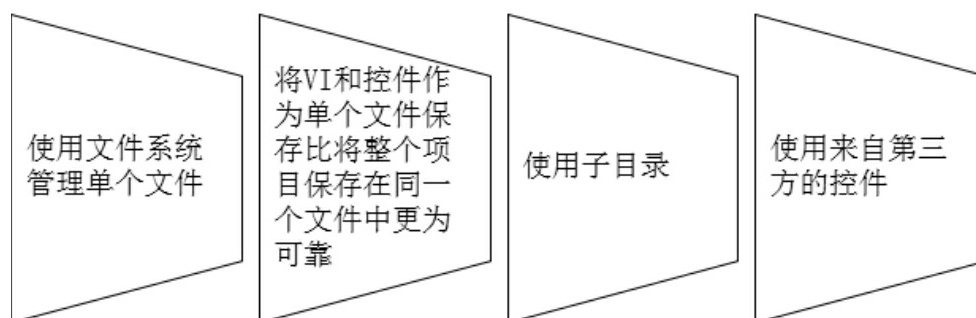 使用文件系统
管理单个文件
将VI和控件作
为单个文件保
存比将整个项
目保存在同一
个文件中更为
可靠
使用子目录
使用来自第三
方的控件